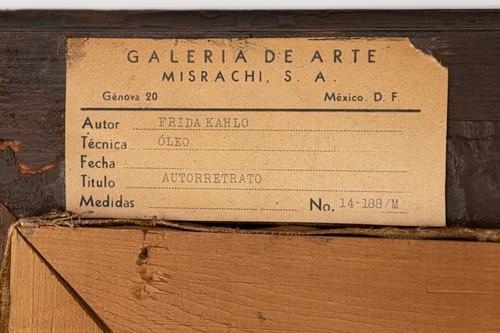 GALERIA DE ARTE
MISRACHI, S. A.
Génova 20 México. D. F.
Autor FRIDA KAHLO
Técnica ÓLEO
Fecha
Titulo AUTORRETRATO
Medidas No. 14-188/M